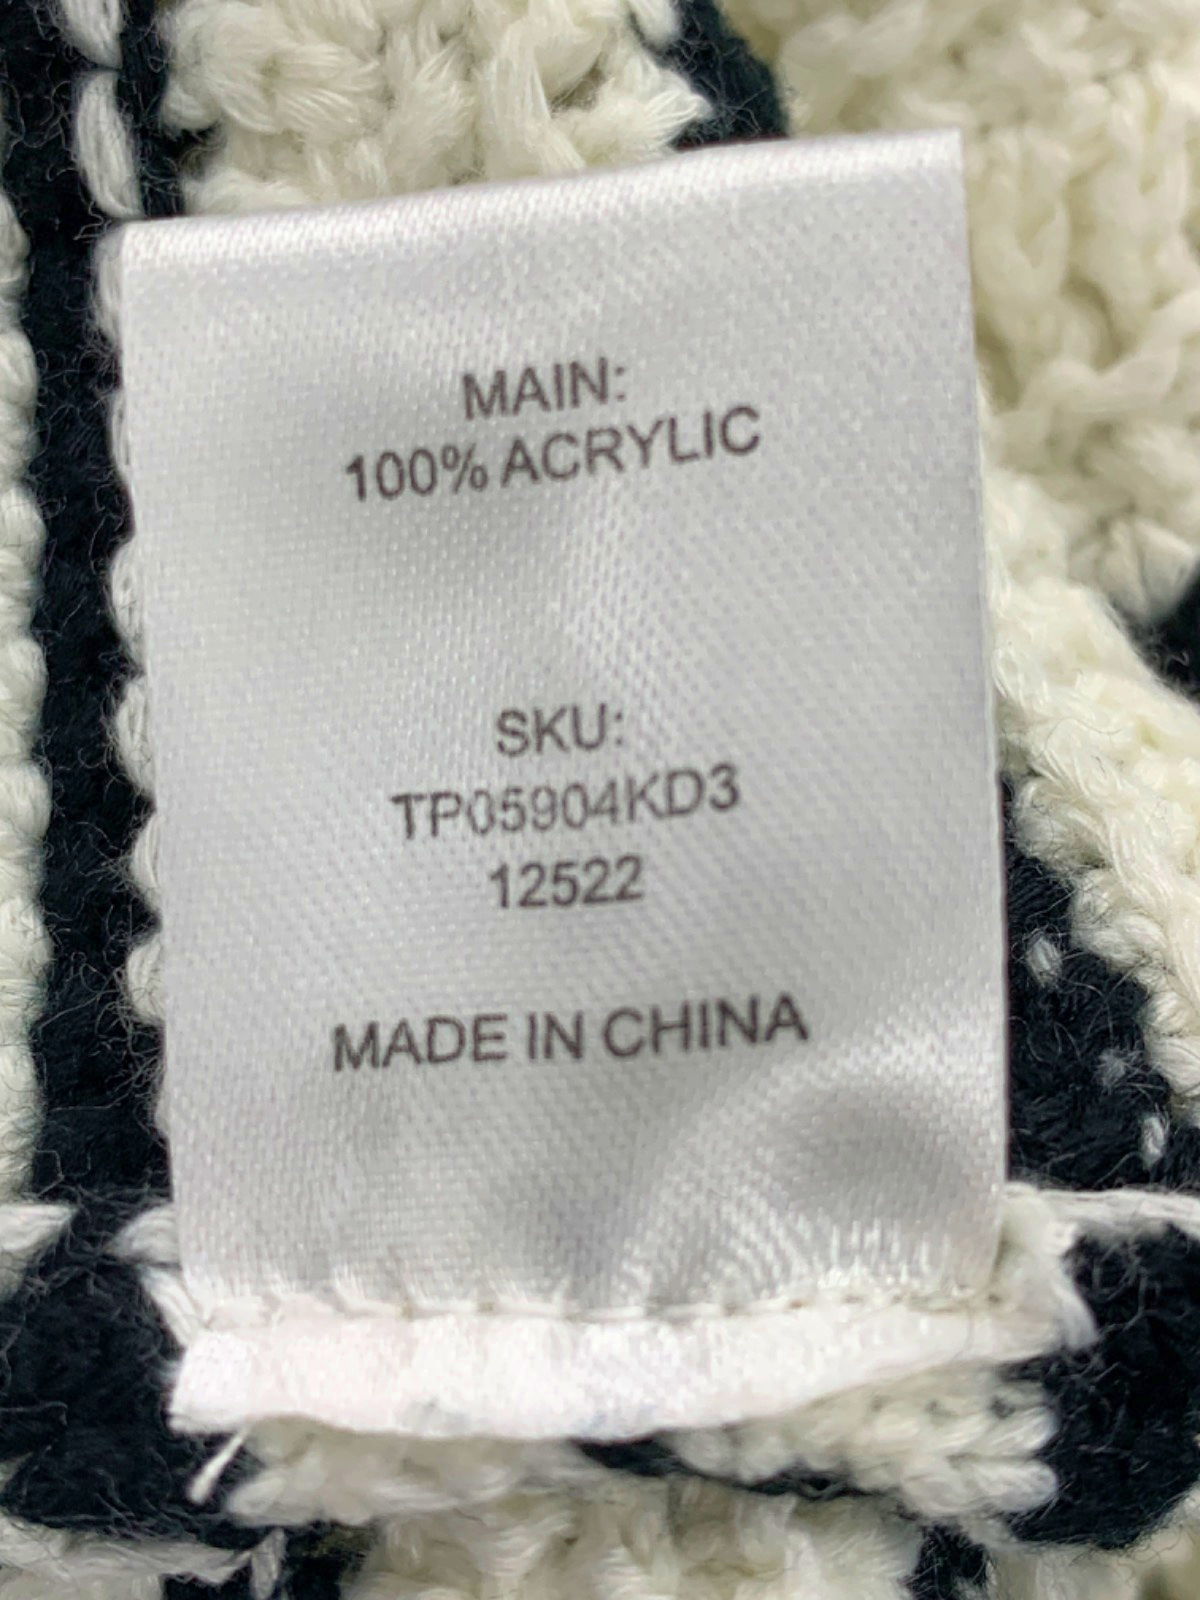 MAIN:
100% ACRYLIC
SKU:
TP05904KD3
12522
MADE IN CHINA